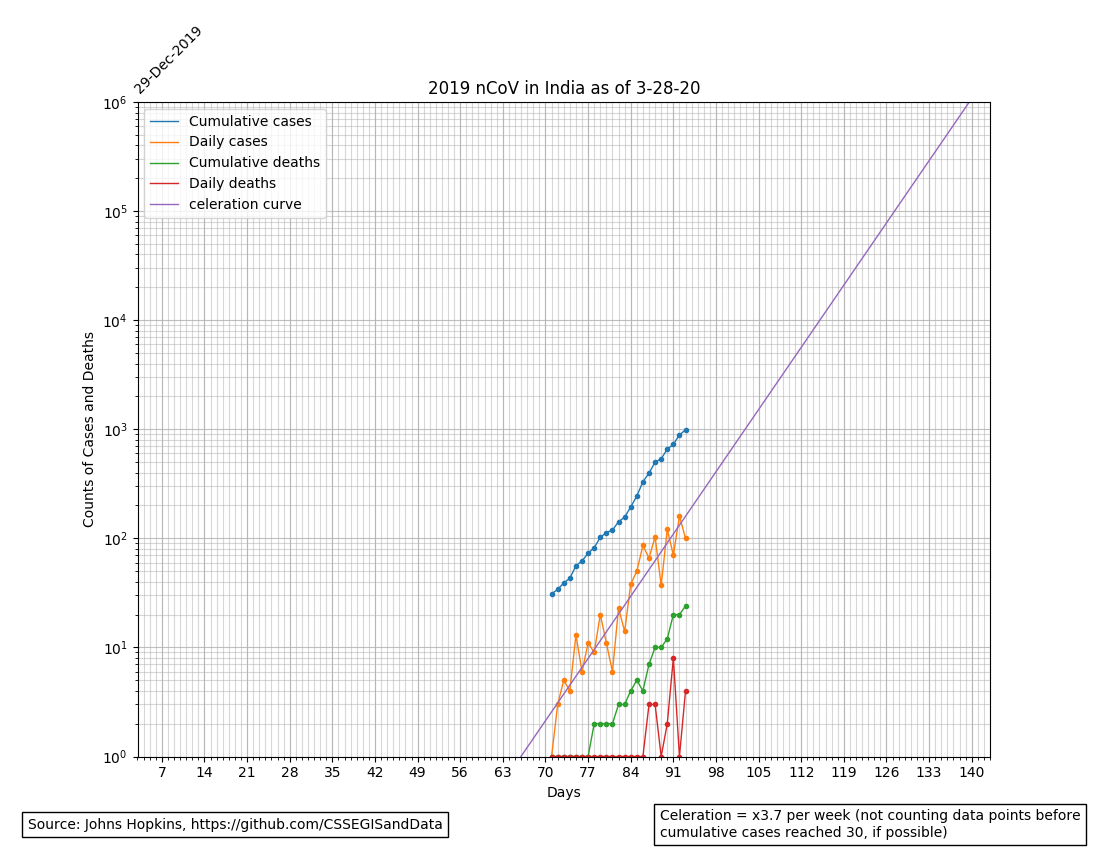 29-Dec-2019
2019 nCoV in India as of 3-28-20
Cumulative cases
Daily cases
Cumulative deaths
Daily deaths
celeration curve
Counts of Cases and Deaths
10^6
10^5
10^4
10^3
10^2
10^1
10^0
7 14 21 28 35 42 49 56 63 70 77 84 91 98 105 112 119 126 133 140
Days
Source: Johns Hopkins, https://github.com/CSSEGISandData
Celeration = x3.7 per week (not counting data points before
cumulative cases reached 30, if possible)